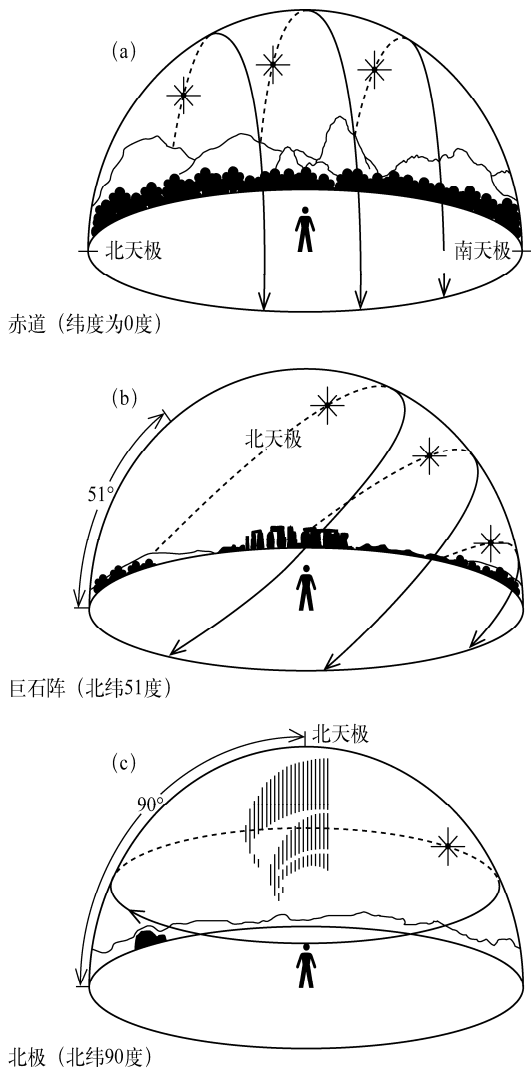 (a)
北天极
南天极
赤道（纬度为0度）
(b)
北天极
51°
巨石阵（北纬51度）
北天极
(c)
90°
北极（北纬90度）